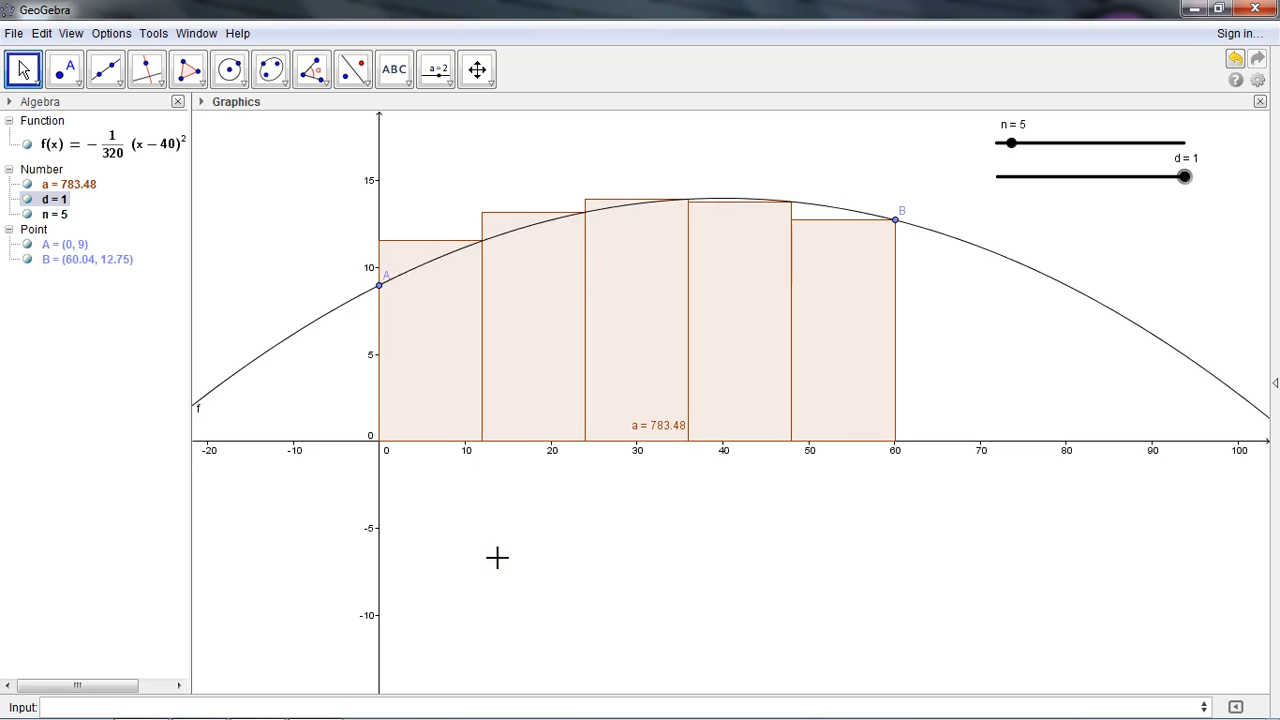 GeoGebra
File Edit View Options Tools Window Help Sign in...
A ABC a = 2
Algebra
Graphics
Function
f(x) = − 1/320 (x − 40)²
Number
a = 783.48
d = 1
n = 5
Point
A = (0, 9)
B = (60.04, 12.75)
n = 5
d = 1
15
B
10
A
5
f
a = 783.48
0
-20 -10 0 10 20 30 40 50 60 70 80 90 100
-5
-10
Input: